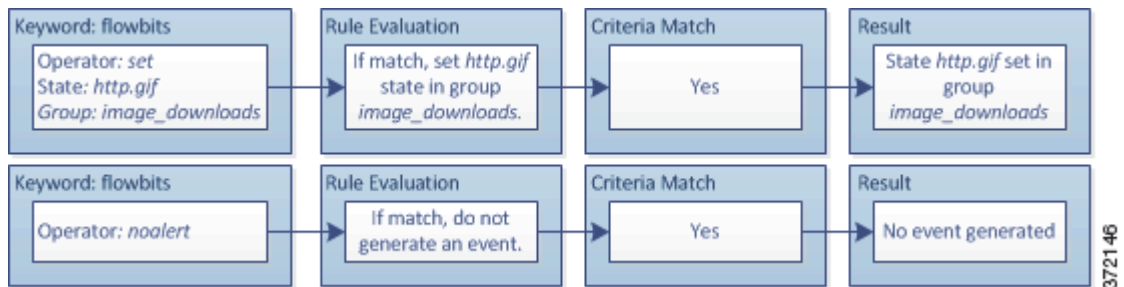 Keyword: flowbits
Operator: set
State: http.gif
Group: image_downloads
Rule Evaluation
If match, set http.gif
state in group
image_downloads.
Criteria Match
Yes
Result
State http.gif set in
group
image_downloads
Keyword: flowbits
Operator: noalert
Rule Evaluation
If match, do not
generate an event.
Criteria Match
Yes
Result
No event generated
372146